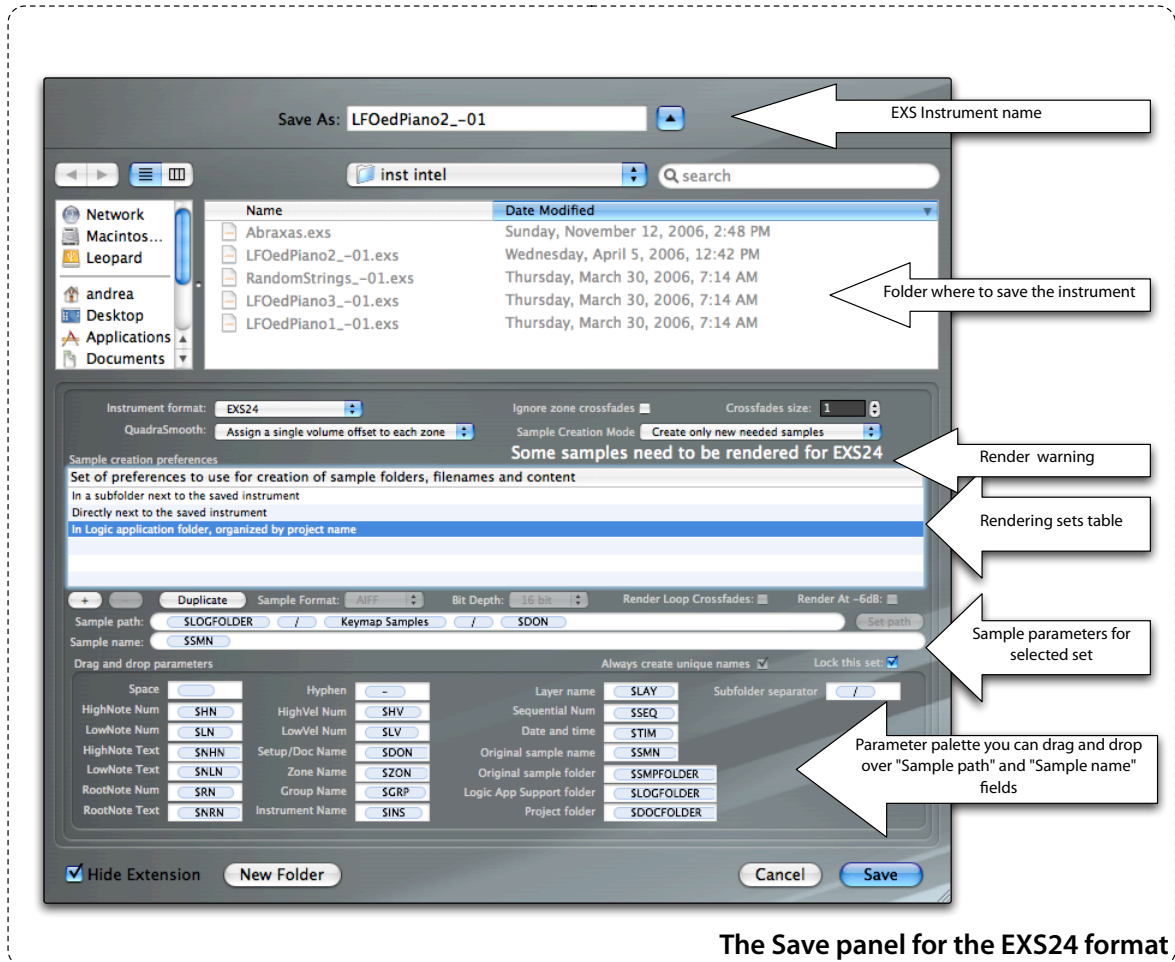 Save As: LFOedPiano2_-01
EXS Instrument name
inst intel
search
Network
Macintos...
Leopard
andrea
Desktop
Applications
Documents
Name Date Modified
Abraxas.exs Sunday, November 12, 2006, 2:48 PM
LFOedPiano2_-01.exs Wednesday, April 5, 2006, 12:42 PM
RandomStrings_-01.exs Thursday, March 30, 2006, 7:14 AM
LFOedPiano3_-01.exs Thursday, March 30, 2006, 7:14 AM
LFOedPiano1_-01.exs Thursday, March 30, 2006, 7:14 AM
Folder where to save the instrument
Instrument format: EXS24 Ignore zone crossfades Crossfades size: 1
QuadraSmooth: Assign a single volume offset to each zone Sample Creation Mode Create only new needed samples
Some samples need to be rendered for EXS24
Render warning
Sample creation preferences
Set of preferences to use for creation of sample folders, filenames and content
In a subfolder next to the saved instrument
Directly next to the saved instrument
In Logic application folder, organized by project name
Rendering sets table
+ - Duplicate Sample Format: AIFF Bit Depth: 16 bit Render Loop Crossfades: Render At -6dB:
Sample path: $LOGFOLDER / Keymap Samples / $DON Set path
Sample name: $SMN
Sample parameters for
selected set
Drag and drop parameters Always create unique names Lock this set:
Space Hyphen - Layer name $LAY Subfolder separator /
HighNote Num $HN HighVel Num $HV Sequential Num $SEQ
LowNote Num $LN LowVel Num $LV Date and time $TIM
HighNote Text $NHN Setup/Doc Name $DON Original sample name $SMN
LowNote Text $NLN Zone Name $ZON Original sample folder $SMPFOLDER
RootNote Num $RN Group Name $GRP Logic App Support folder $LOGFOLDER
RootNote Text $NRN Instrument Name $INS Project folder $DOCFOLDER
Parameter palette you can drag and drop
over "Sample path" and "Sample name"
fields
Hide Extension New Folder Cancel Save
The Save panel for the EXS24 format